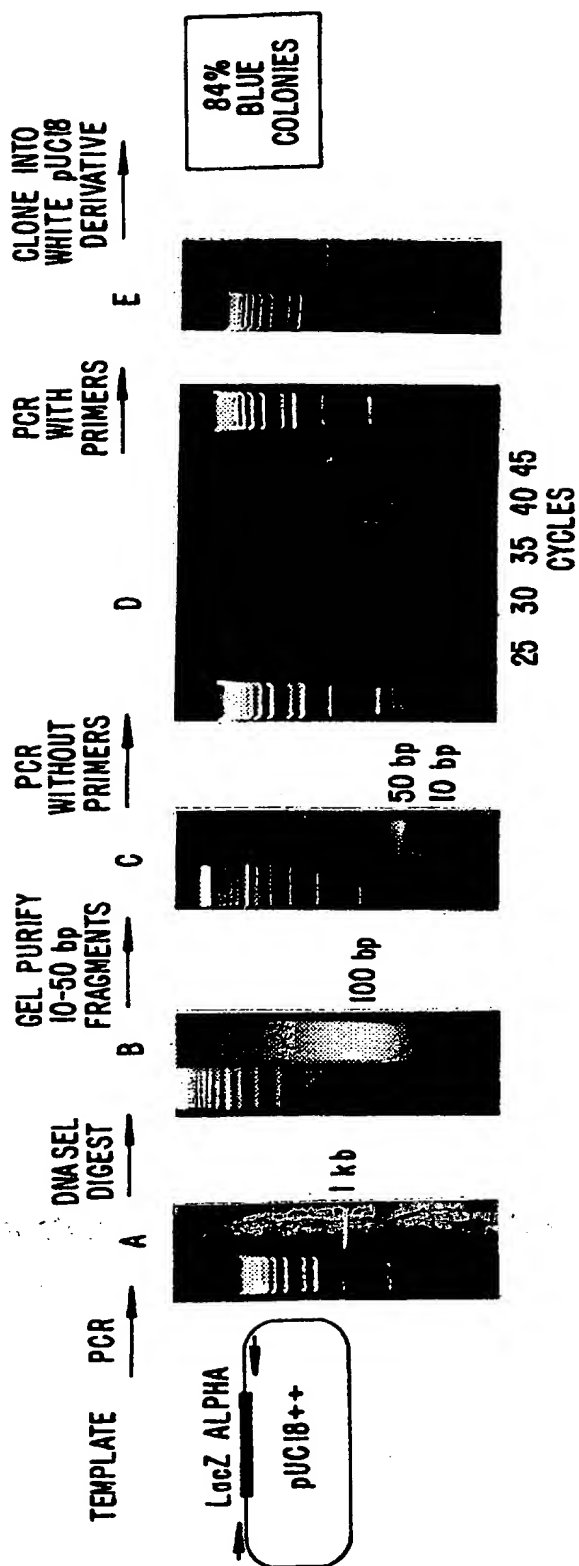 TEMPLATE
PCR
LacZ ALPHA
pUC18++
A
1 kb
DNASEL
DIGEST
B
100 bp
GEL PURIFY
10-50 bp
FRAGMENTS
C
50 bp
10 bp
PCR
WITHOUT
PRIMERS
D
25 30 35 40 45
CYCLES
PCR
WITH
PRIMERS
E
CLONE INTO
WHITE pUC18
DERIVATIVE
84%
BLUE
COLONIES